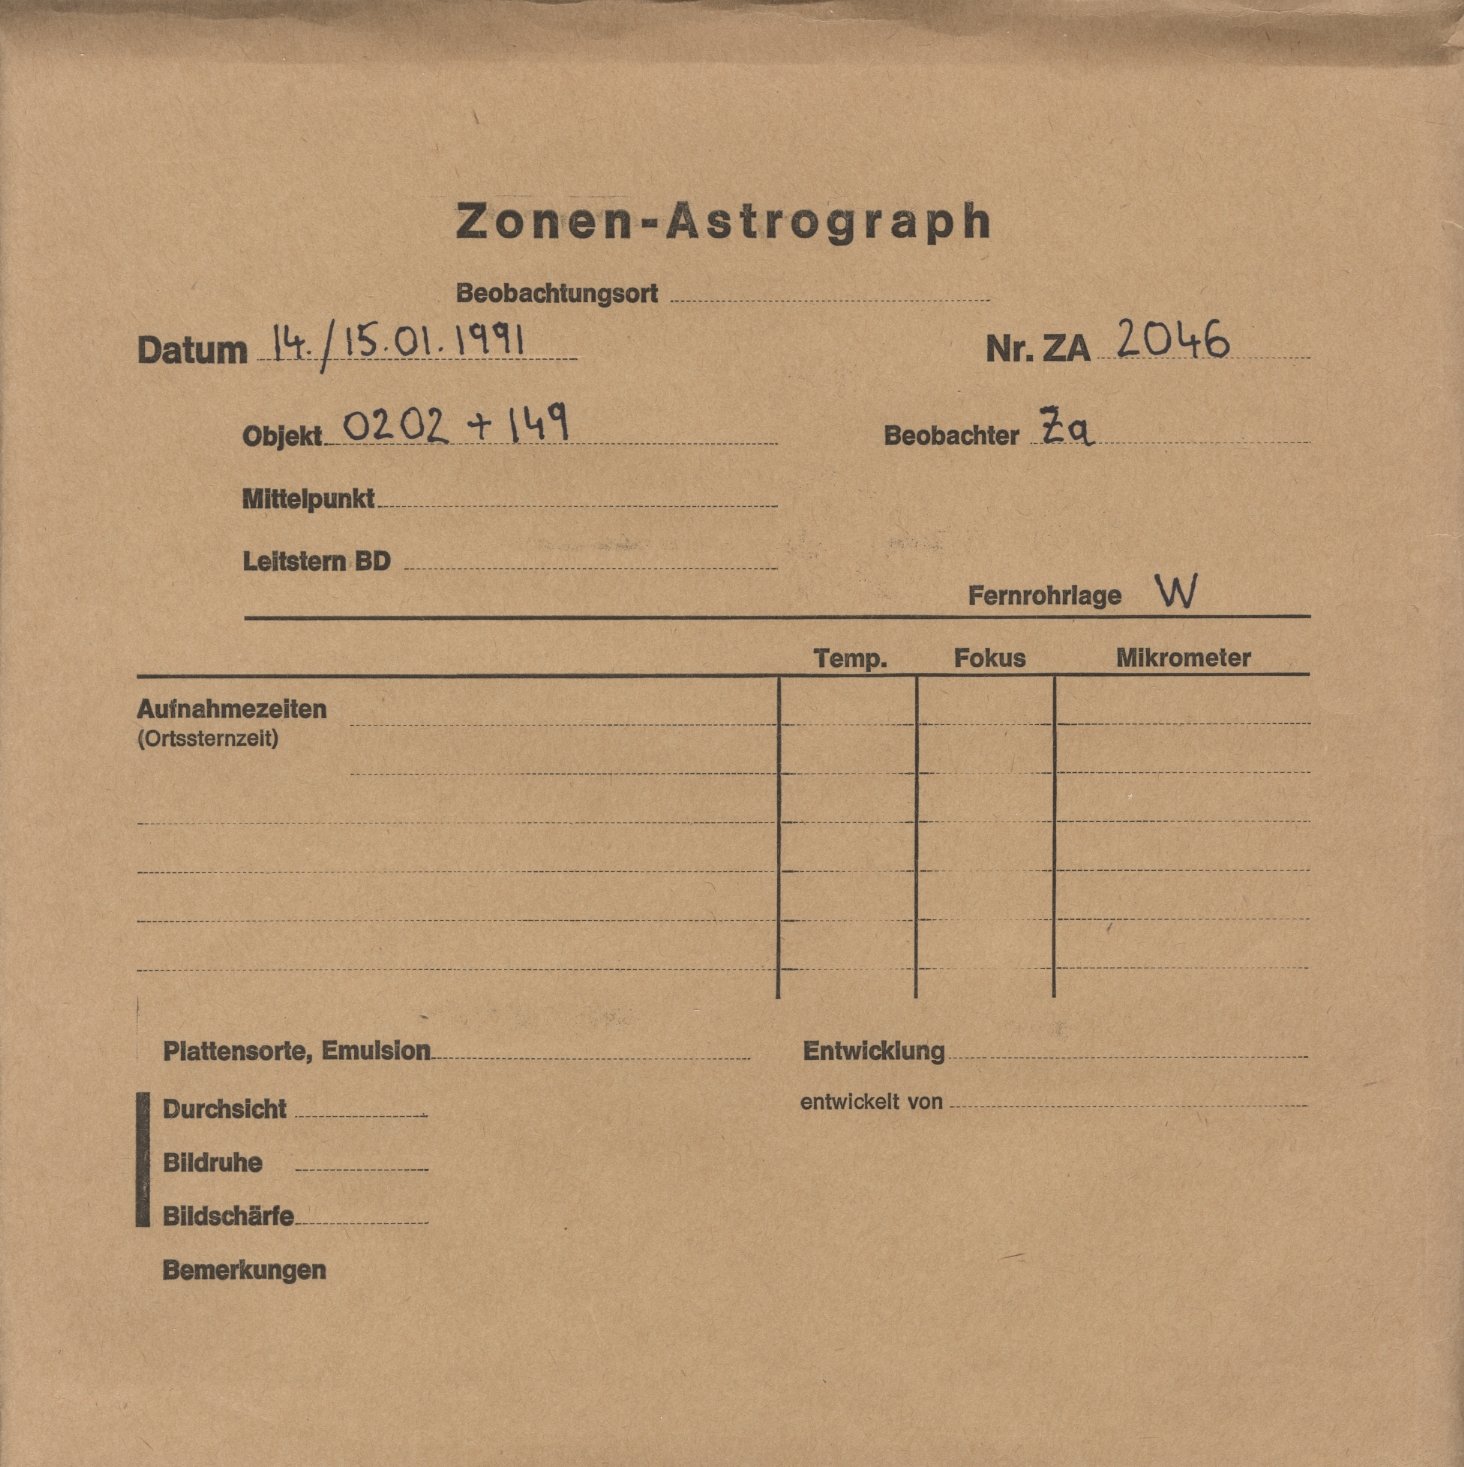 Zonen-Astrograph
Beobachtungsort
Datum 14./15.01.1991 Nr. ZA 2046
Objekt 0202 + 149 Beobachter Za
Mittelpunkt
Leitstern BD
Fernrohrlage W
Temp. Fokus Mikrometer
Aufnahmezeiten
(Ortssternzeit)
Plattensorte, Emulsion Entwicklung
Durchsicht entwickelt von
Bildruhe
Bildschärfe
Bemerkungen